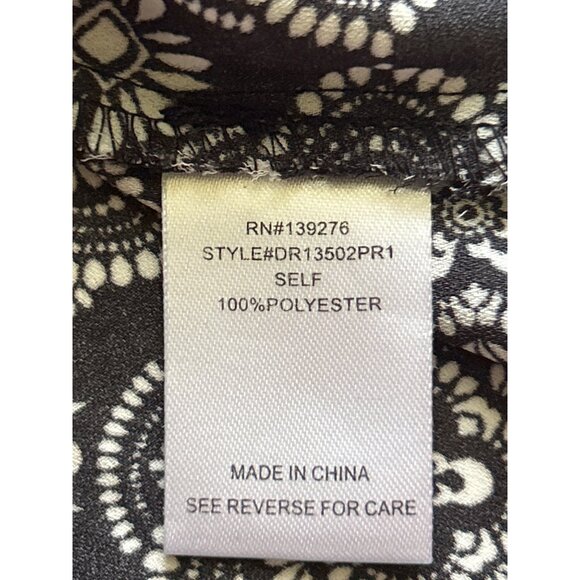 RN#139276
STYLE#DR13502PR1
SELF
100%POLYESTER
MADE IN CHINA
SEE REVERSE FOR CARE